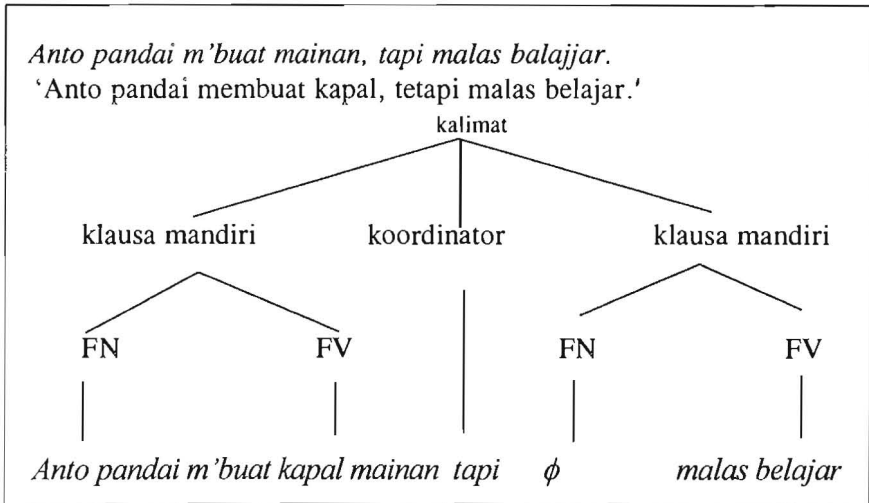 Anto pandai m'buat mainan, tapi malas balajjar.
‘Anto pandai membuat kapal, tetapi malas belajar.'
kalimat
klausa mandiri koordinator klausa mandiri
FN FV FN FV
Anto pandai m'buat kapal mainan tapi ϕ malas belajar